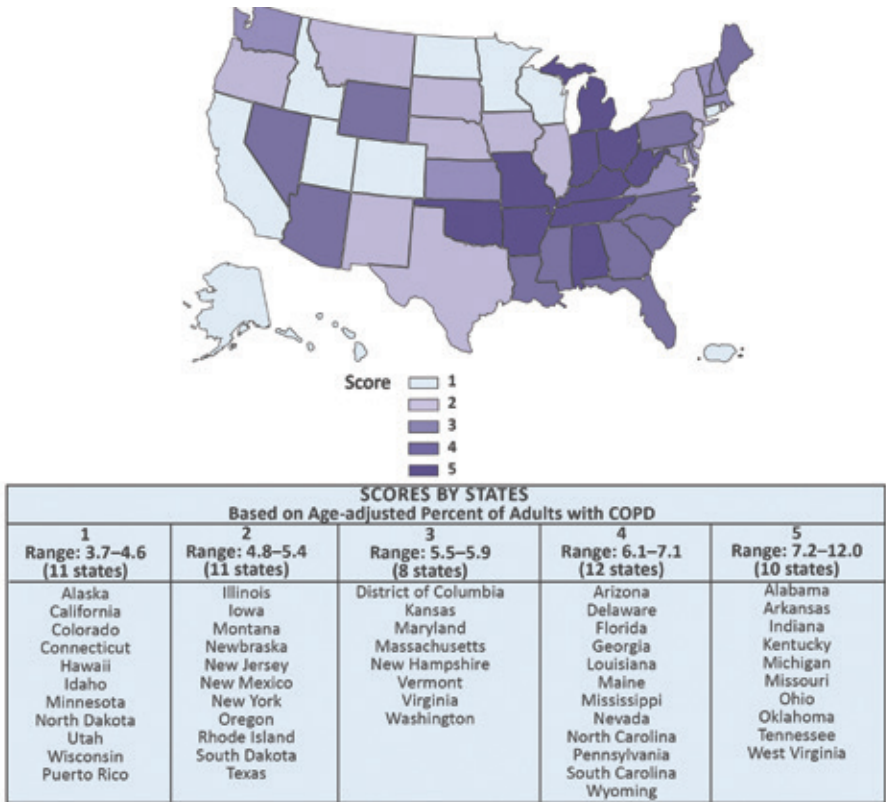 Score
1
2
3
4
5
SCORES BY STATES
Based on Age-adjusted Percent of Adults with COPD
1
Range: 3.7–4.6
(11 states)
Alaska
California
Colorado
Connecticut
Hawaii
Idaho
Minnesota
North Dakota
Utah
Wisconsin
Puerto Rico
2
Range: 4.8–5.4
(11 states)
Illinois
Iowa
Montana
Newbraska
New Jersey
New Mexico
New York
Oregon
Rhode Island
South Dakota
Texas
3
Range: 5.5–5.9
(8 states)
District of Columbia
Kansas
Maryland
Massachusetts
New Hampshire
Vermont
Virginia
Washington
4
Range: 6.1–7.1
(12 states)
Arizona
Delaware
Florida
Georgia
Louisiana
Maine
Mississippi
Nevada
North Carolina
Pennsylvania
South Carolina
Wyoming
5
Range: 7.2–12.0
(10 states)
Alabama
Arkansas
Indiana
Kentucky
Michigan
Missouri
Ohio
Oklahoma
Tennessee
West Virginia